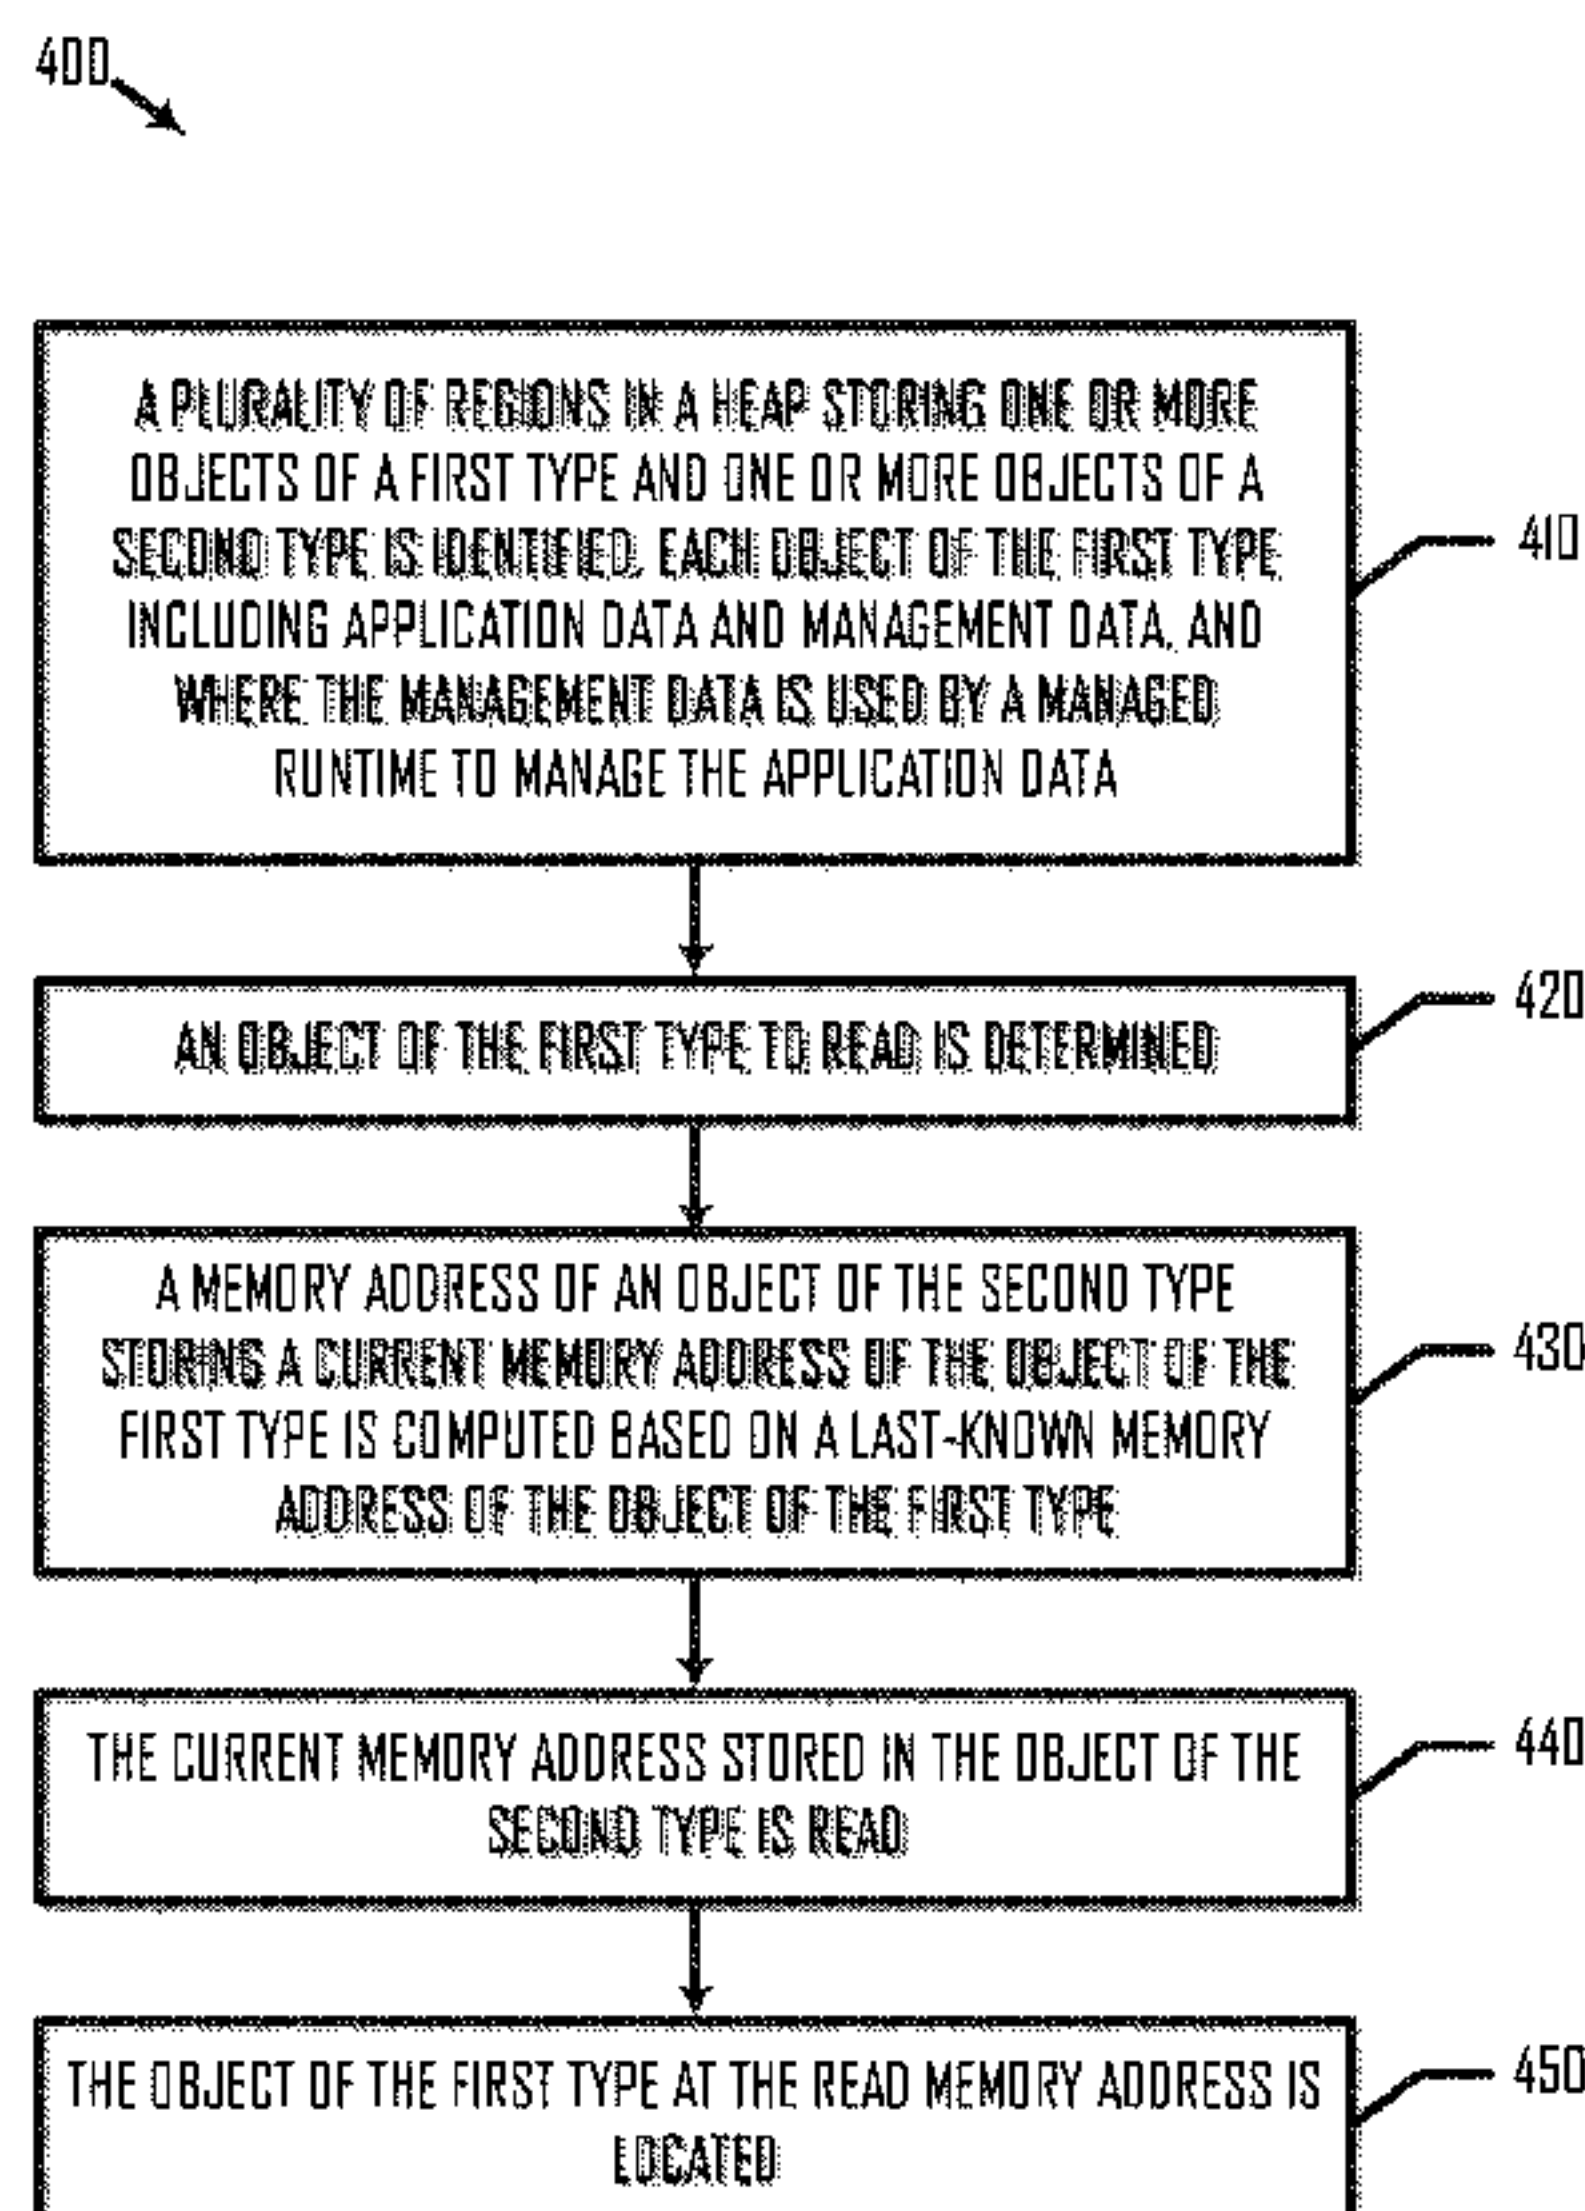 400
A PLURALITY OF REGIONS IN A HEAP STORING ONE OR MORE
OBJECTS OF A FIRST TYPE AND ONE OR MORE OBJECTS OF A
SECOND TYPE IS IDENTIFIED, EACH OBJECT OF THE FIRST TYPE
INCLUDING APPLICATION DATA AND MANAGEMENT DATA, AND
WHERE THE MANAGEMENT DATA IS USED BY A MANAGED
RUNTIME TO MANAGE THE APPLICATION DATA
410
AN OBJECT OF THE FIRST TYPE TO READ IS DETERMINED
420
A MEMORY ADDRESS OF AN OBJECT OF THE SECOND TYPE
STORING A CURRENT MEMORY ADDRESS OF THE OBJECT OF THE
FIRST TYPE IS COMPUTED BASED ON A LAST-KNOWN MEMORY
ADDRESS OF THE OBJECT OF THE FIRST TYPE
430
THE CURRENT MEMORY ADDRESS STORED IN THE OBJECT OF THE
SECOND TYPE IS READ
440
THE OBJECT OF THE FIRST TYPE AT THE READ MEMORY ADDRESS IS
LOCATED
450